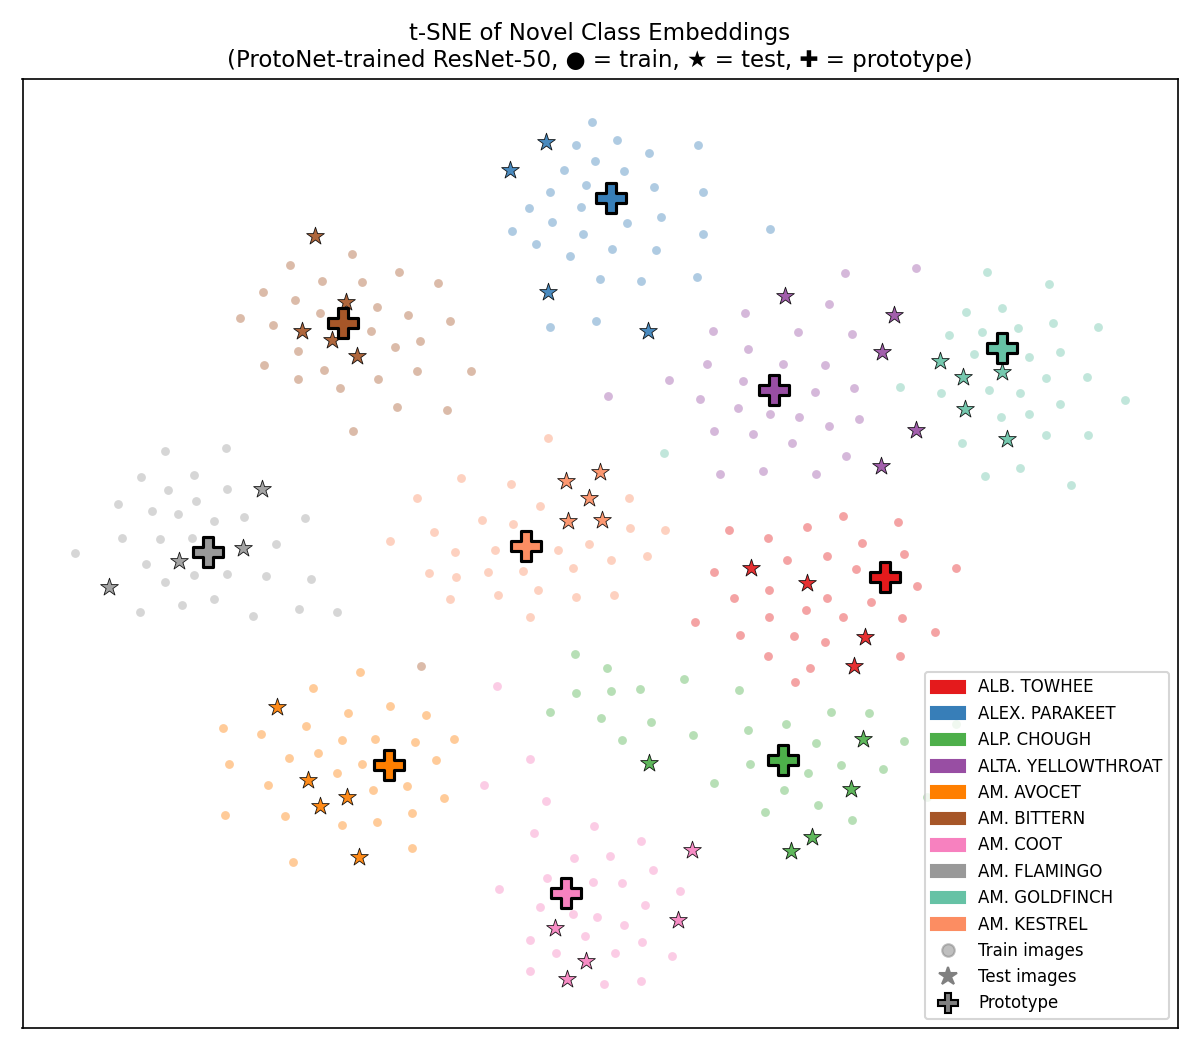 t-SNE of Novel Class Embeddings
(ProtoNet-trained ResNet-50, ● = train, ★ = test, ✚ = prototype)
ALB. TOWHEE
ALEX. PARAKEET
ALP. CHOUGH
ALTA. YELLOWTHROAT
AM. AVOCET
AM. BITTERN
AM. COOT
AM. FLAMINGO
AM. GOLDFINCH
AM. KESTREL
Train images
Test images
Prototype